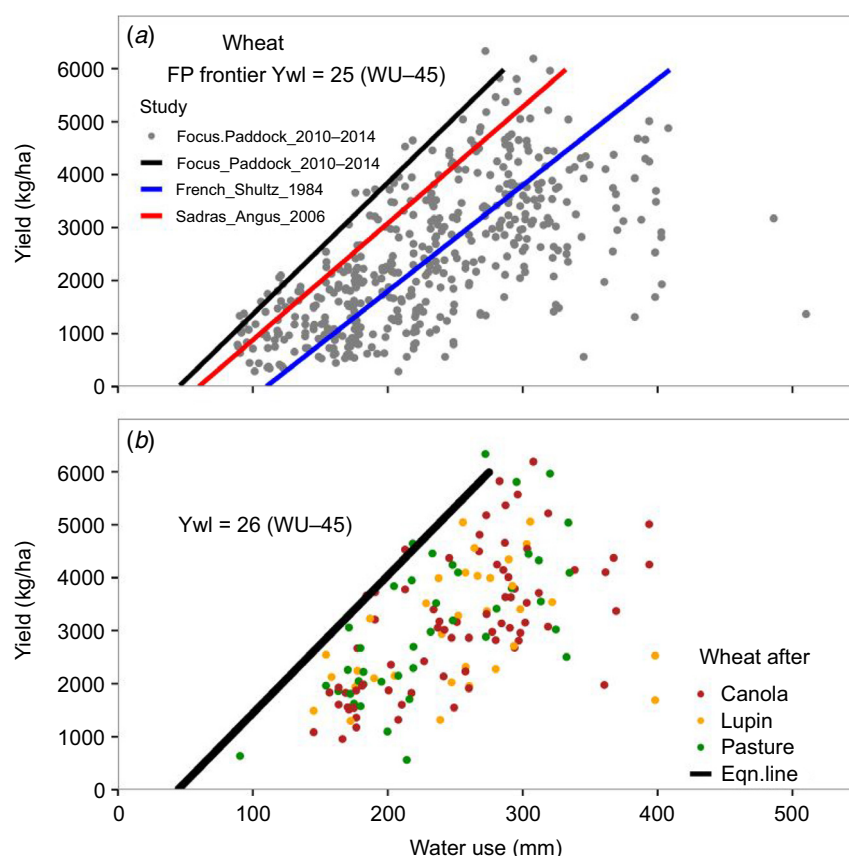 (a)
Wheat
FP frontier Ywl = 25 (WU–45)
Study
Focus.Paddock_2010–2014
Focus_Paddock_2010–2014
French_Shultz_1984
Sadras_Angus_2006
Yield (kg/ha)
6000
5000
4000
3000
2000
1000
0
(b)
Ywl = 26 (WU–45)
Wheat after
Canola
Lupin
Pasture
Eqn.line
Yield (kg/ha)
6000
5000
4000
3000
2000
1000
0
0 100 200 300 400 500
Water use (mm)